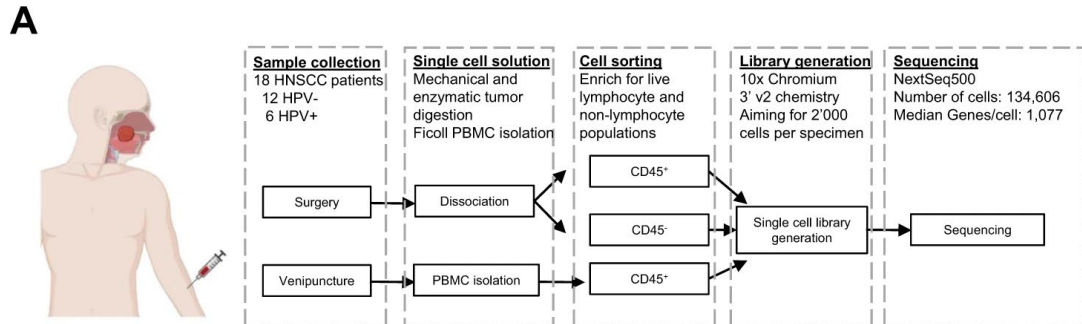 A
Sample collection
18 HNSCC patients
12 HPV-
6 HPV+
Single cell solution
Mechanical and
enzymatic tumor
digestion
Ficoll PBMC isolation
Cell sorting
Enrich for live
lymphocyte and
non-lymphocyte
populations
Library generation
10x Chromium
3' v2 chemistry
Aiming for 2'000
cells per specimen
Sequencing
NextSeq500
Number of cells: 134,606
Median Genes/cell: 1,077
Surgery
Dissociation
CD45⁺
CD45⁻
Single cell library
generation
Sequencing
Venipuncture
PBMC isolation
CD45⁺